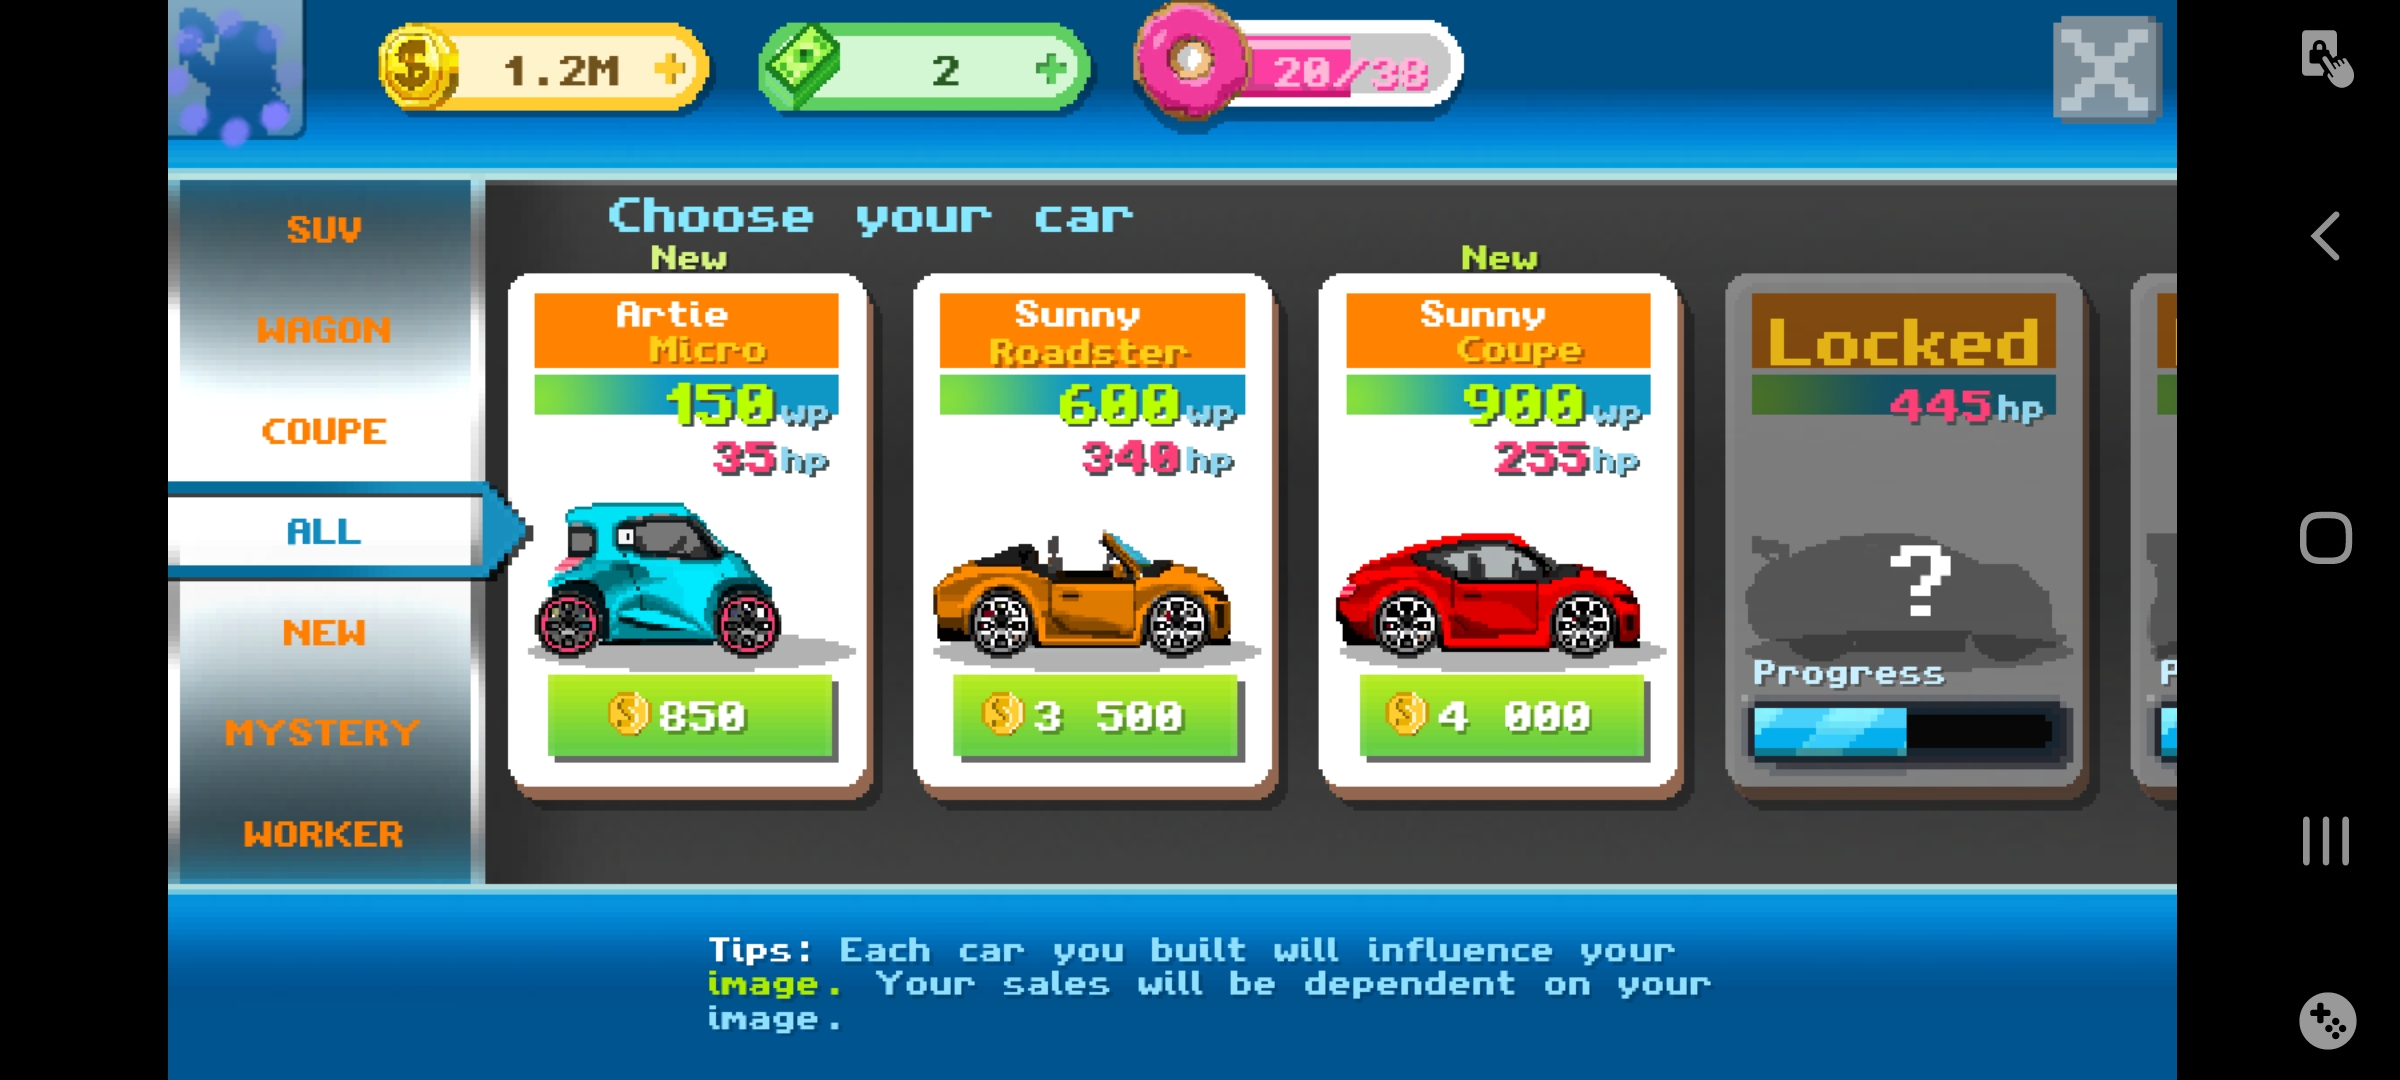 1.2M
2
20/38
SUV
WAGON
COUPE
ALL
NEW
MYSTERY
WORKER
Choose your car
New
Artie
Micro
150wp
35hp
850
Sunny
Roadster
600wp
340hp
3 500
New
Sunny
Coupe
900wp
255hp
4 000
Locked
445hp
?
Progress
Tips: Each car you built will influence your
image. Your sales will be dependent on your
image.